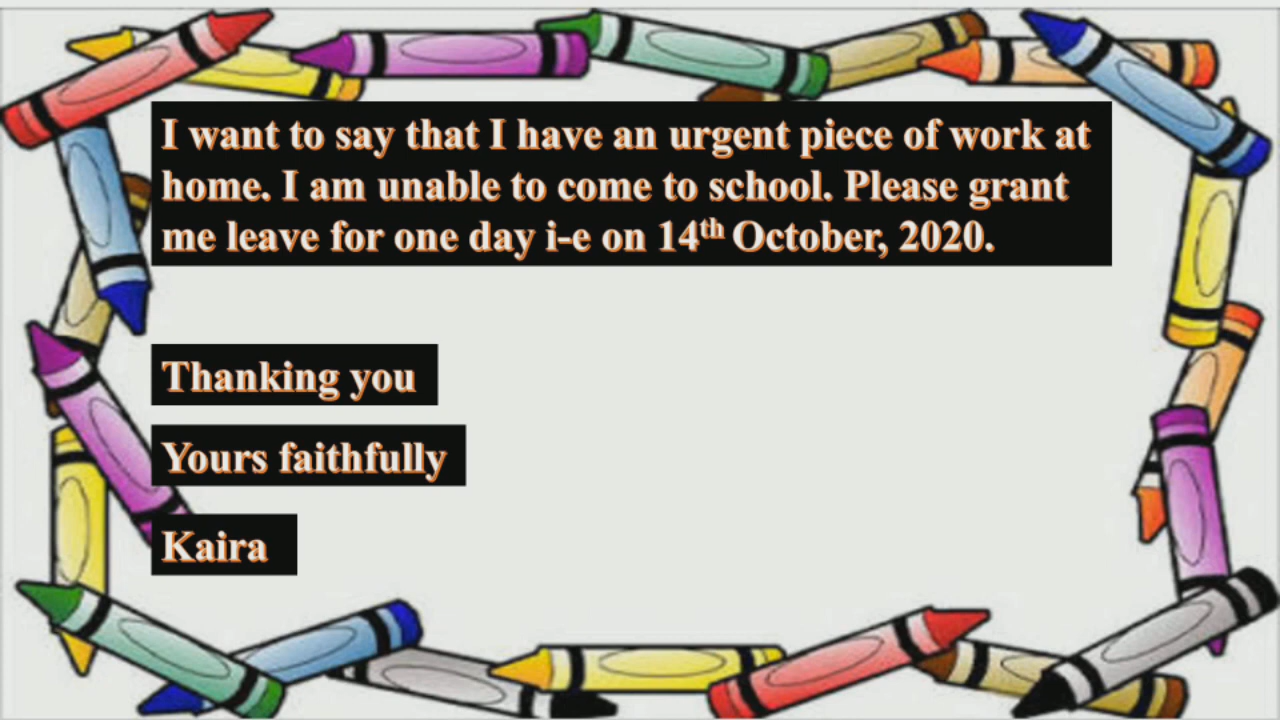 I want to say that I have an urgent piece of work at
home. I am unable to come to school. Please grant
me leave for one day i-e on 14th October, 2020.
Thanking you
Yours faithfully
Kaira